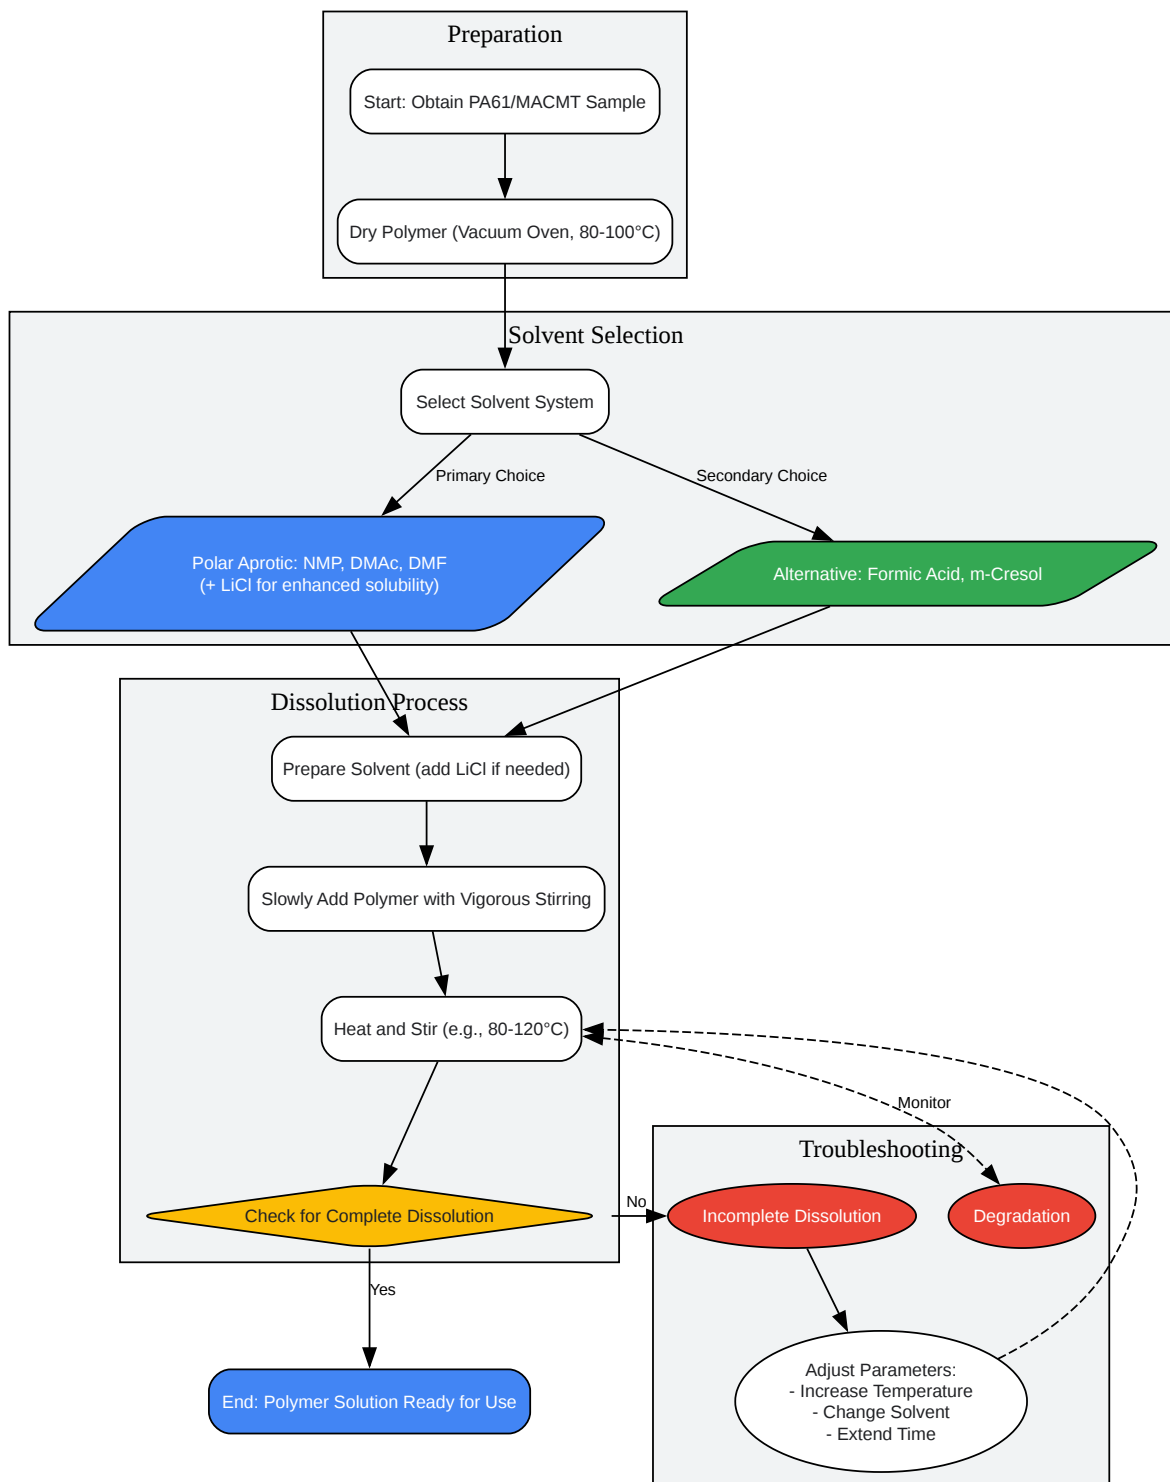 Preparation
Start: Obtain PA61/MACMT Sample
Dry Polymer (Vacuum Oven, 80-100°C)
Solvent Selection
Select Solvent System
Primary Choice
Secondary Choice
Polar Aprotic: NMP, DMAc, DMF
(+ LiCl for enhanced solubility)
Alternative: Formic Acid, m-Cresol
Dissolution Process
Prepare Solvent (add LiCl if needed)
Slowly Add Polymer with Vigorous Stirring
Heat and Stir (e.g., 80-120°C)
Monitor
Troubleshooting
Check for Complete Dissolution
No
Incomplete Dissolution
Degradation
Yes
Adjust Parameters:
- Increase Temperature
- Change Solvent
- Extend Time
End: Polymer Solution Ready for Use